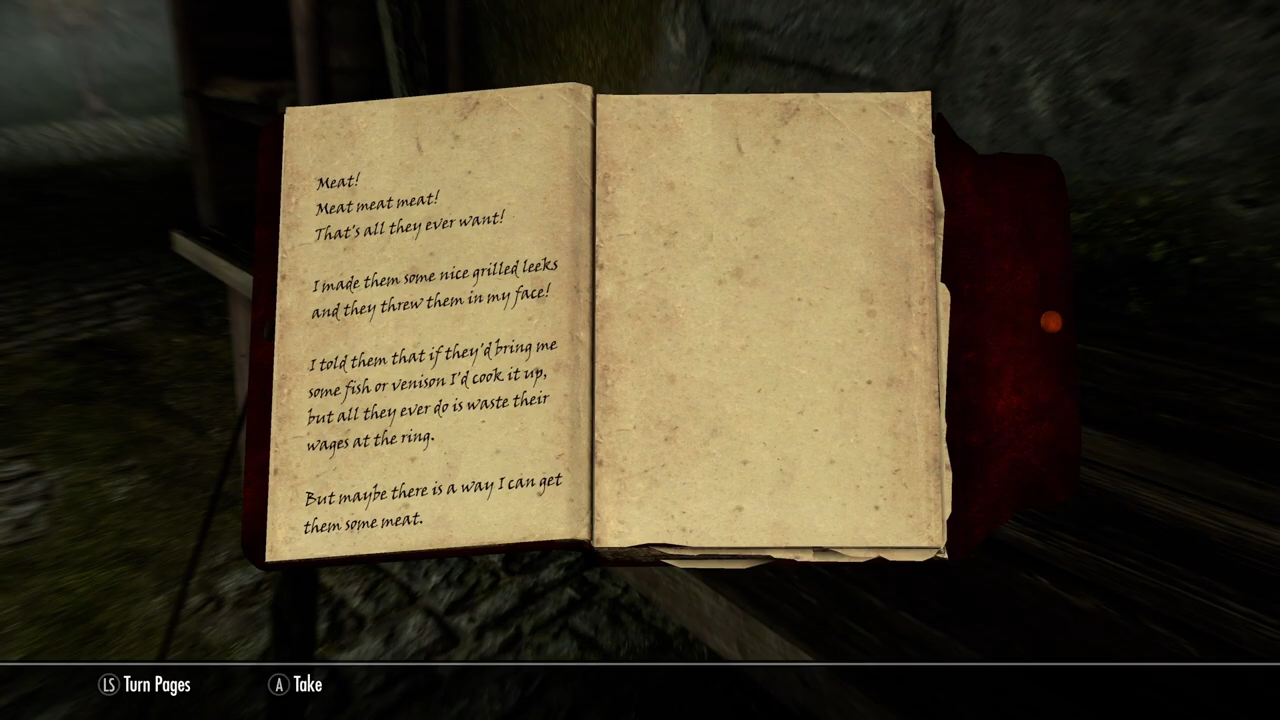 Meat!
Meat meat meat!
That's all they ever want!
I made them some nice grilled leeks
and they threw them in my face!
I told them that if they'd bring me
some fish or venison I'd cook it up,
but all they ever do is waste their
wages at the ring.
But maybe there is a way I can get
them some meat.
LS Turn Pages
A Take